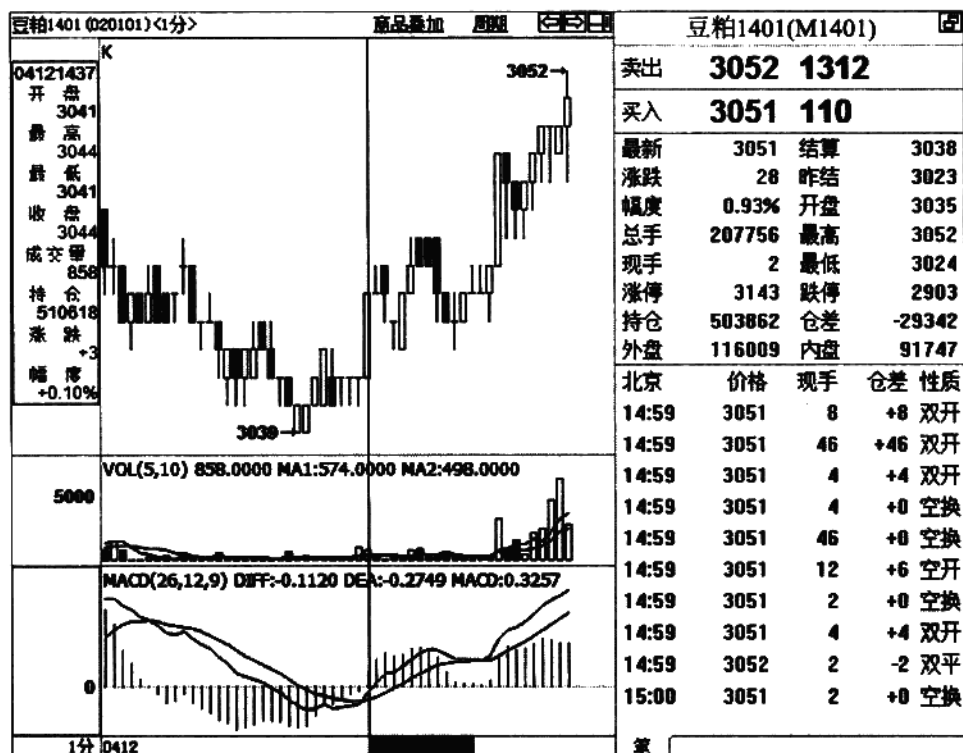 豆粕1401 (020101)<1分> 商品叠加 周期
K
04121437
开 盘
3041
最 高
3044
最 低
3041
收 盘
3044
成 交 量
858
持 仓
510618
涨 跌
+3
幅 度
+0.10%
3052→
3039→
VOL(5,10) 858.0000 MA1:574.0000 MA2:498.0000
5000
MACD(26,12,9) DIFF:-0.1120 DEA:-0.2749 MACD:0.3257
0
1分 0412
豆粕1401(M1401)
卖出 3052 1312
买入 3051 110
最新 3051 结算 3038
涨跌 28 昨结 3023
幅度 0.93% 开盘 3035
总手 207756 最高 3052
现手 2 最低 3024
涨停 3143 跌停 2903
持仓 503862 仓差 -29342
外盘 116009 内盘 91747
北京 价格 现手 仓差 性质
14:59 3051 8 +8 双开
14:59 3051 46 +46 双开
14:59 3051 4 +4 双开
14:59 3051 4 +0 空换
14:59 3051 46 +0 空换
14:59 3051 12 +6 空开
14:59 3051 2 +0 空换
14:59 3051 4 +4 双开
14:59 3052 2 -2 双平
15:00 3051 2 +0 空换
笔